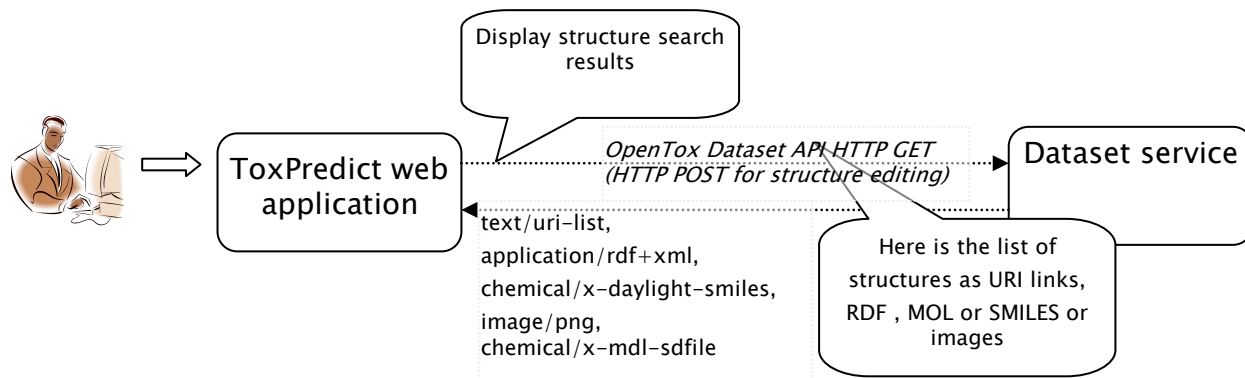 Display structure search
results
ToxPredict web
application
OpenTox Dataset API HTTP GET
(HTTP POST for structure editing)
Dataset service
text/uri-list,
application/rdf+xml,
chemical/x-daylight-smiles,
image/png,
chemical/x-mdl-sdfile
Here is the list of
structures as URI links,
RDF , MOL or SMILES or
images